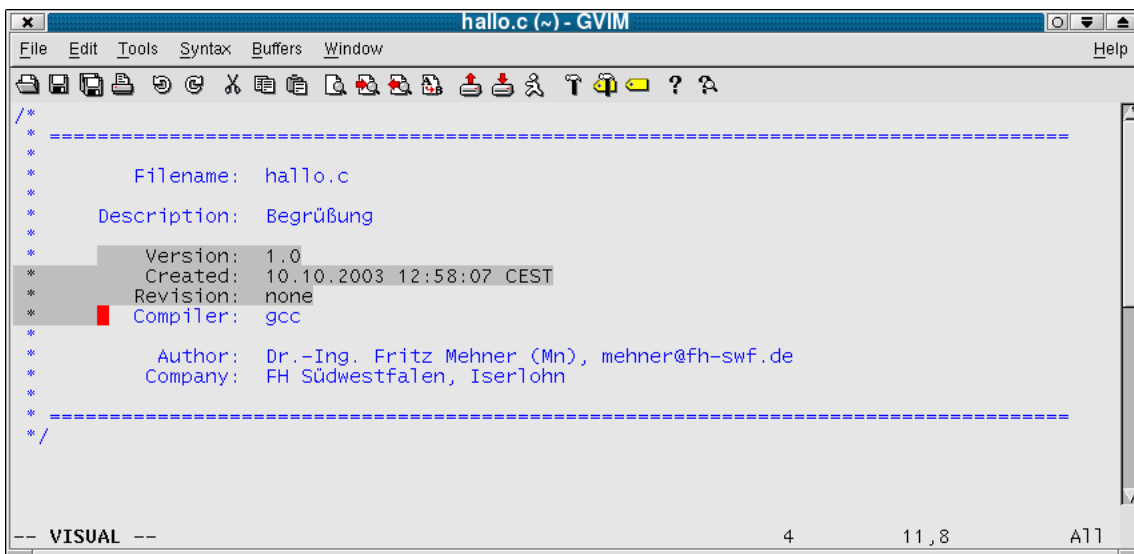 hallo.c (~) - GVIM
File Edit Tools Syntax Buffers Window Help
/*
* =====================================================================================
*
* Filename: hallo.c
*
* Description: Begrüßung
*
* Version: 1.0
* Created: 10.10.2003 12:58:07 CEST
* Revision: none
* Compiler: gcc
*
* Author: Dr.-Ing. Fritz Mehner (Mn), mehner@fh-swf.de
* Company: FH Südwestfalen, Iserlohn
*
* =====================================================================================
*/
-- VISUAL -- 4 11,8 All